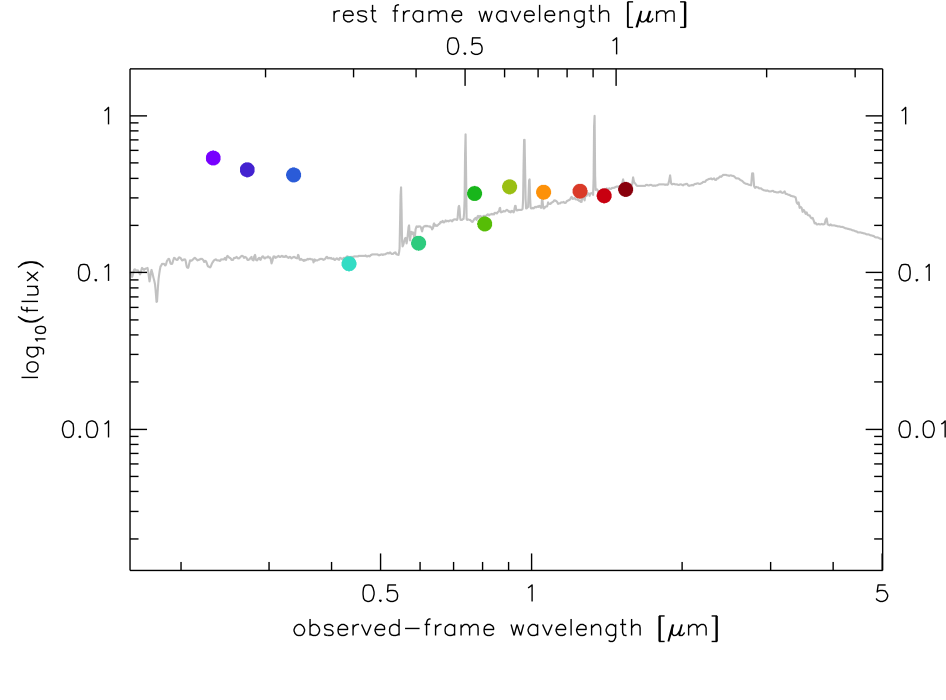 rest frame wavelength [μm]
0.5 1
1 1
0.1 0.1
0.01 0.01
log10(flux)
0.5 1 5
observed-frame wavelength [μm]